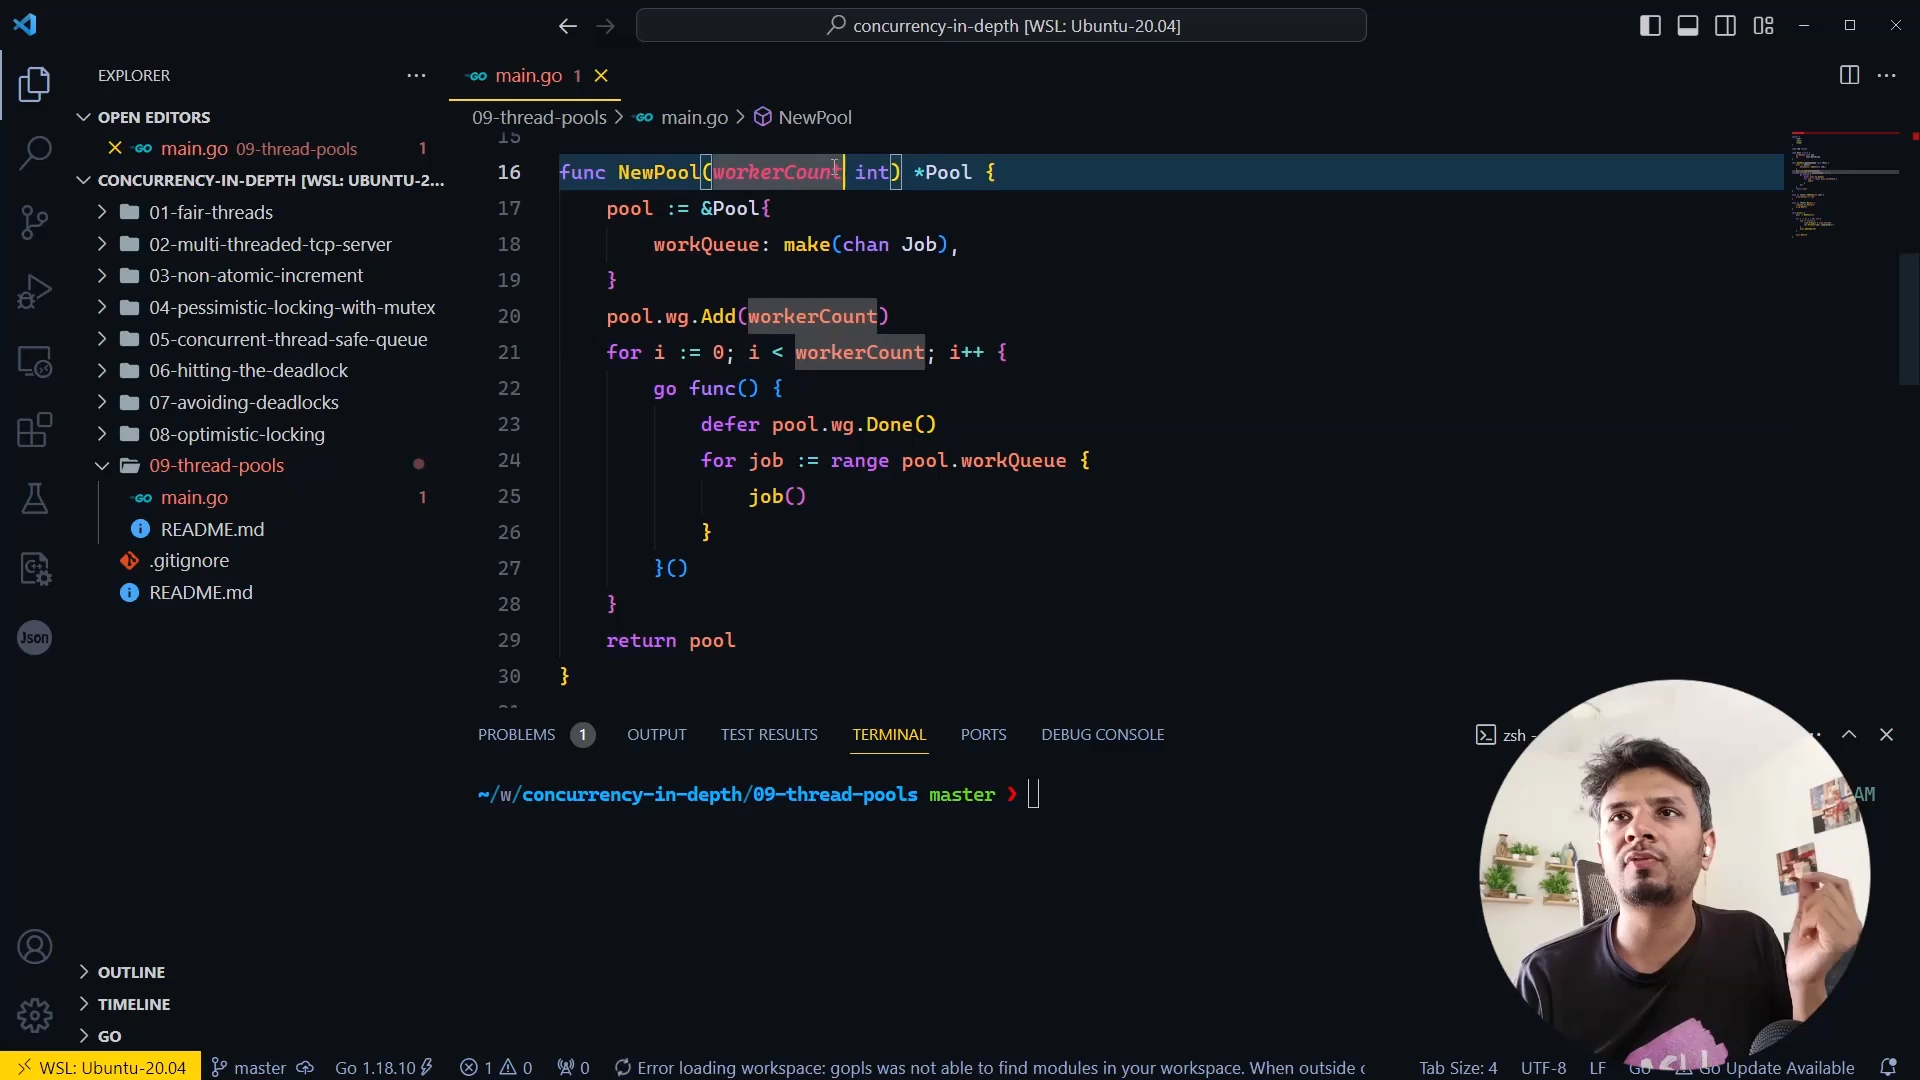 concurrency-in-depth [WSL: Ubuntu-20.04]
EXPLORER
main.go 1
OPEN EDITORS
main.go 09-thread-pools 1
CONCURRENCY-IN-DEPTH [WSL: UBUNTU-2...
01-fair-threads
02-multi-threaded-tcp-server
03-non-atomic-increment
04-pessimistic-locking-with-mutex
05-concurrent-thread-safe-queue
06-hitting-the-deadlock
07-avoiding-deadlocks
08-optimistic-locking
09-thread-pools
main.go 1
README.md
.gitignore
README.md
OUTLINE
TIMELINE
GO
Json
09-thread-pools > main.go > NewPool
15
16 func NewPool(workerCount int) *Pool {
17 pool := &Pool{
18 workQueue: make(chan Job),
19 }
20 pool.wg.Add(workerCount)
21 for i := 0; i < workerCount; i++ {
22 go func() {
23 defer pool.wg.Done()
24 for job := range pool.workQueue {
25 job()
26 }
27 }()
28 }
29 return pool
30 }
PROBLEMS 1 OUTPUT TEST RESULTS TERMINAL PORTS DEBUG CONSOLE
zsh -
~/w/concurrency-in-depth/09-thread-pools master ❯
AM
WSL: Ubuntu-20.04 master Go 1.18.10 1 0 0 Error loading workspace: gopls was not able to find modules in your workspace. When outside Tab Size: 4 UTF-8 LF Go Go Update Available